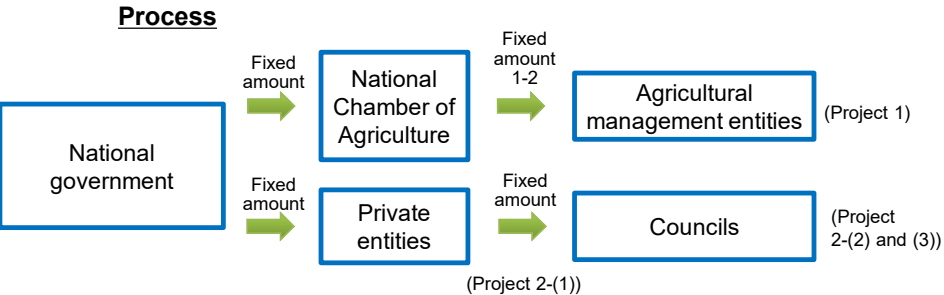 Process
Fixed
amount
National
Chamber of
Agriculture
Fixed
amount
1-2
Agricultural
management entities
(Project 1)
National
government
Fixed
amount
Private
entities
Fixed
amount
Councils
(Project
2-(2) and (3))
(Project 2-(1))